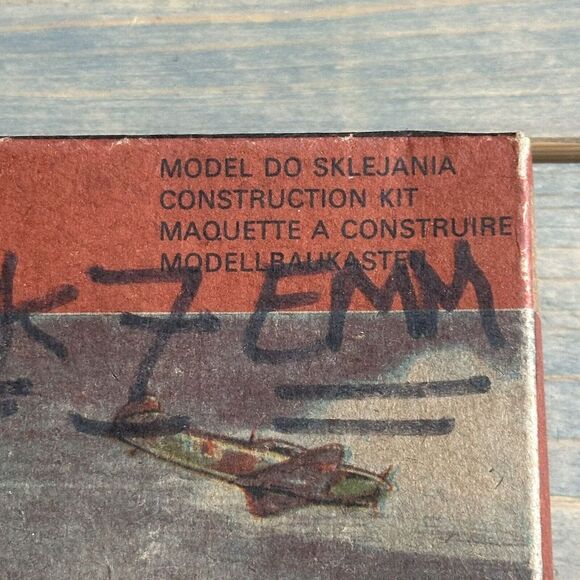 MODEL DO SKLEJANIA
CONSTRUCTION KIT
MAQUETTE A CONSTRUIRE
MODELLBAUKASTEN
k 7 EMM